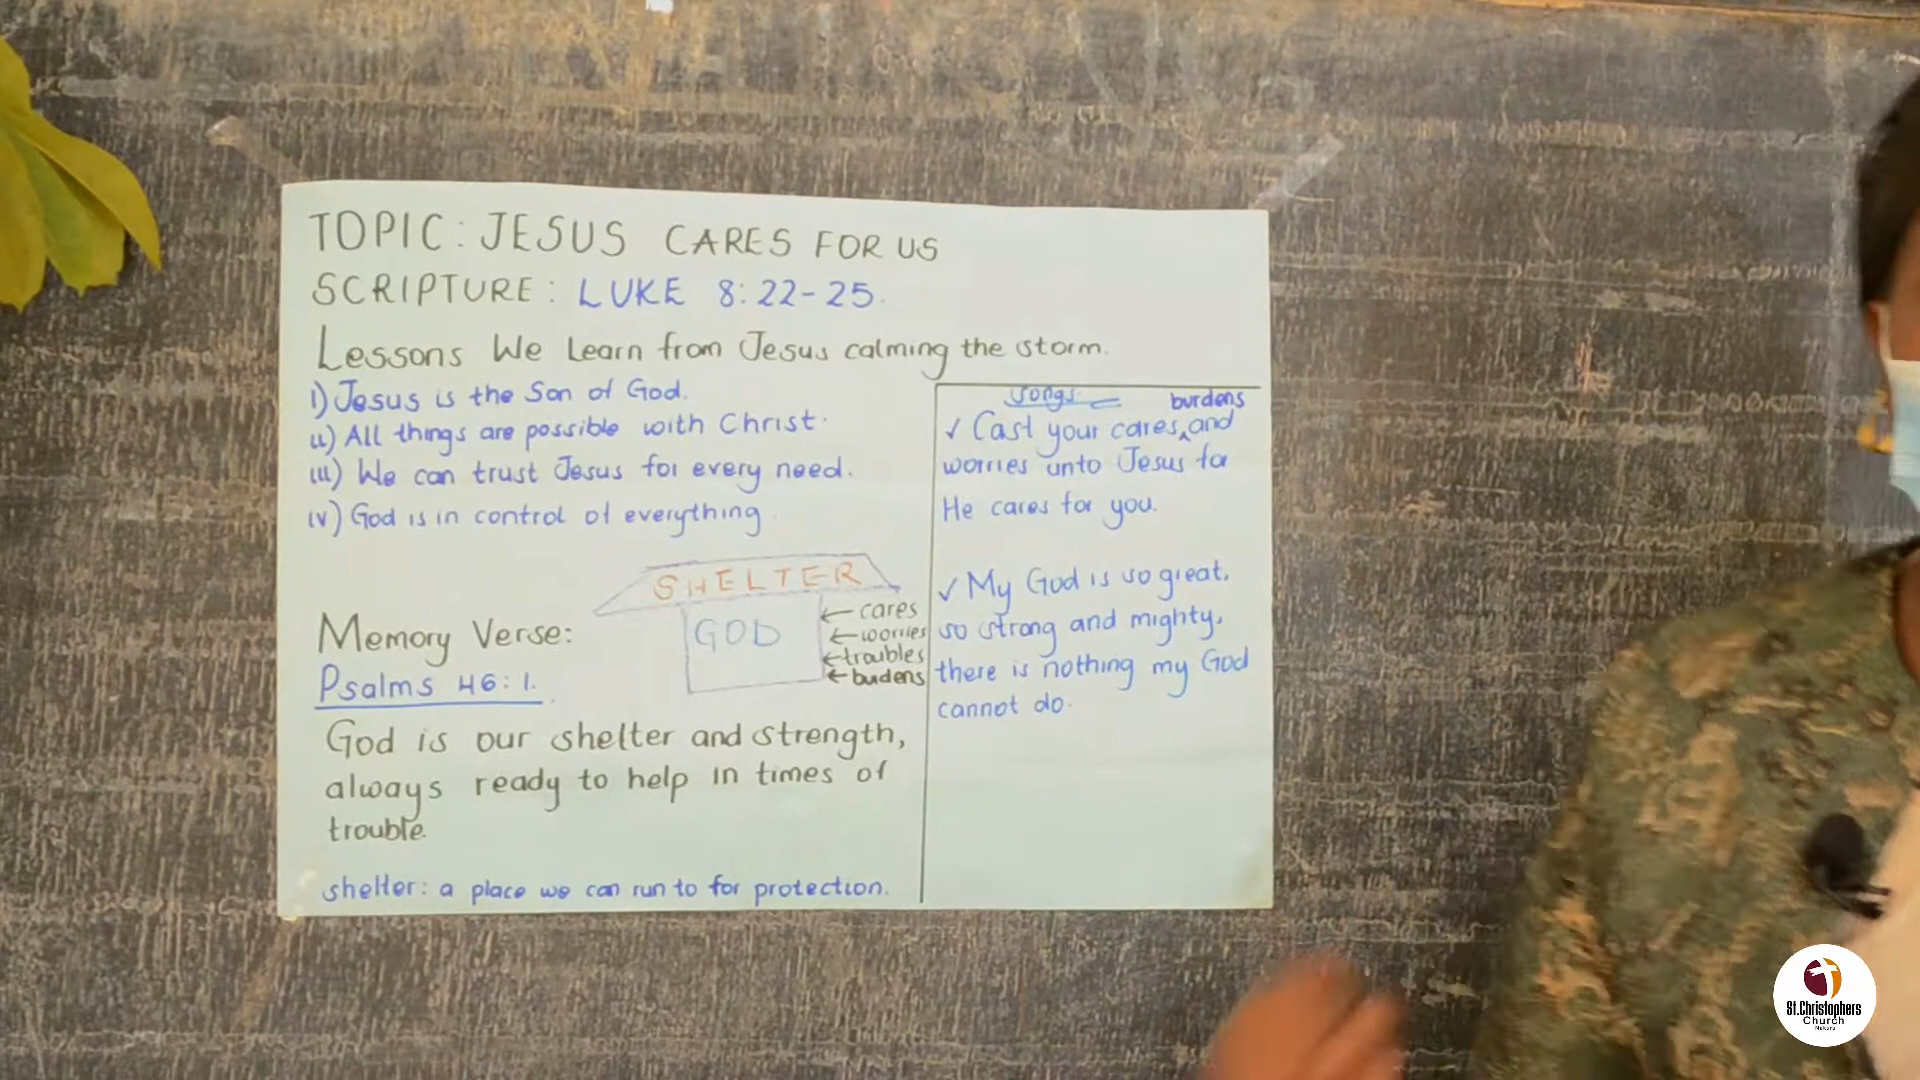 TOPIC: JESUS CARES FOR US
SCRIPTURE: LUKE 8:22-25.
Lessons We Learn from Jesus calming the storm.
i) Jesus is the Son of God.
ii) All things are possible with Christ.
iii) We can trust Jesus for every need.
iv) God is in control of everything
SHELTER
GOD
← cares
← worries
← troubles
← budens
Memory Verse:
Psalms 46:1.
God is our shelter and strength,
always ready to help in times of
trouble.
shelter: a place we can run to for protection.
Songs
burdens
✓ Cast your cares, ^ and
worries unto Jesus for
He cares for you.
✓ My God is so great,
so strong and mighty,
there is nothing my God
cannot do.
St.Christophers
Church
Nakuru